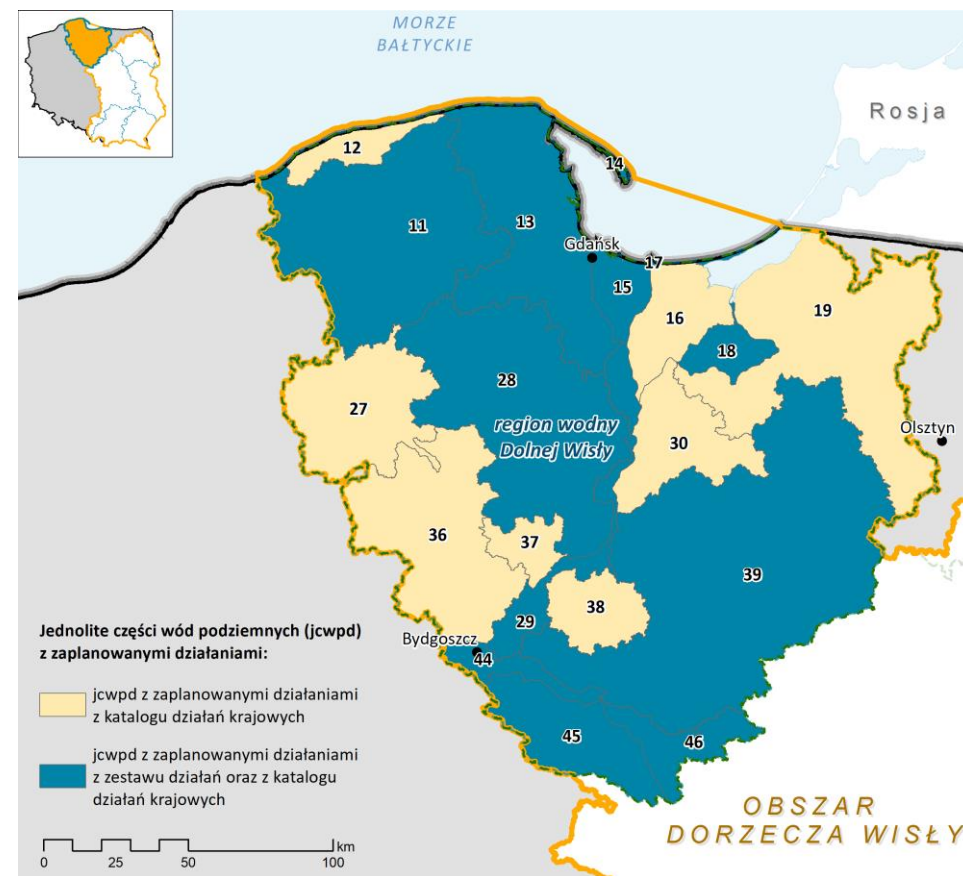 MORZE
BAŁTYCKIE
Rosja
12
14
11
13
Gdańsk
17
15
16
19
18
28
27
region wodny
Dolnej Wisły
30
Olsztyn
36
37
39
38
29
Jednolite części wód podziemnych (jcwpd)
z zaplanowanymi działaniami:
Bydgoszcz
44
jcwpd z zaplanowanymi działaniami
z katalogu działań krajowych
45
46
jcwpd z zaplanowanymi działaniami
z zestawu działań oraz z katalogu
działań krajowych
OBSZAR
DORZECZA WISŁY
km
0 25 50 100